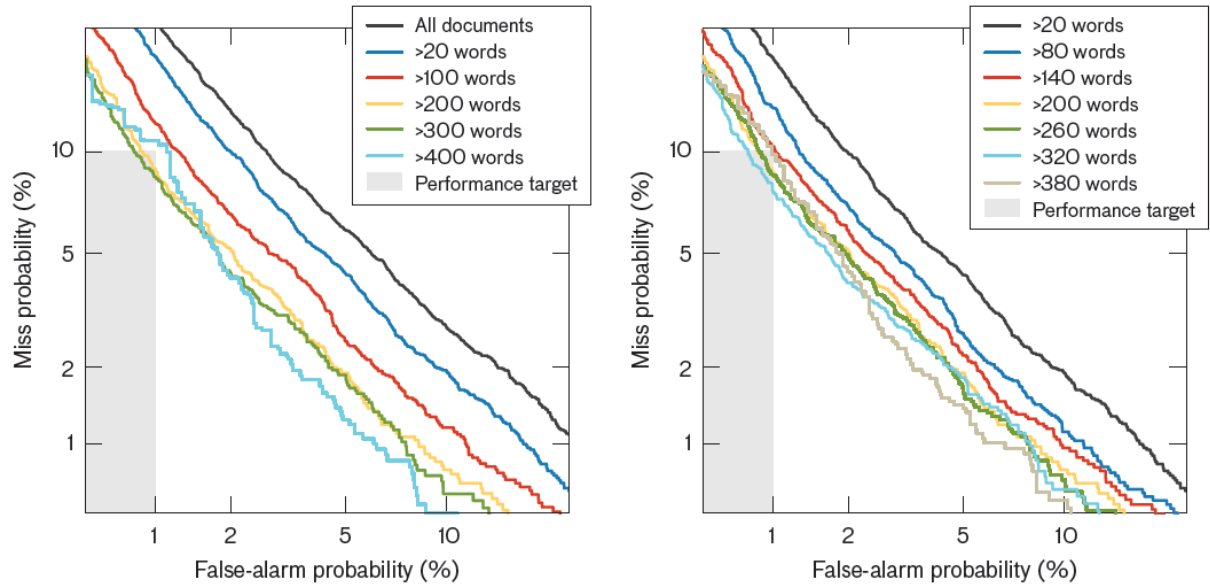 All documents
>20 words
>100 words
>200 words
>300 words
>400 words
Performance target
10
5
2
1
Miss probability (%)
1 2 5 10
False-alarm probability (%)
>20 words
>80 words
>140 words
>200 words
>260 words
>320 words
>380 words
Performance target
10
5
2
1
Miss probability (%)
1 2 5 10
False-alarm probability (%)